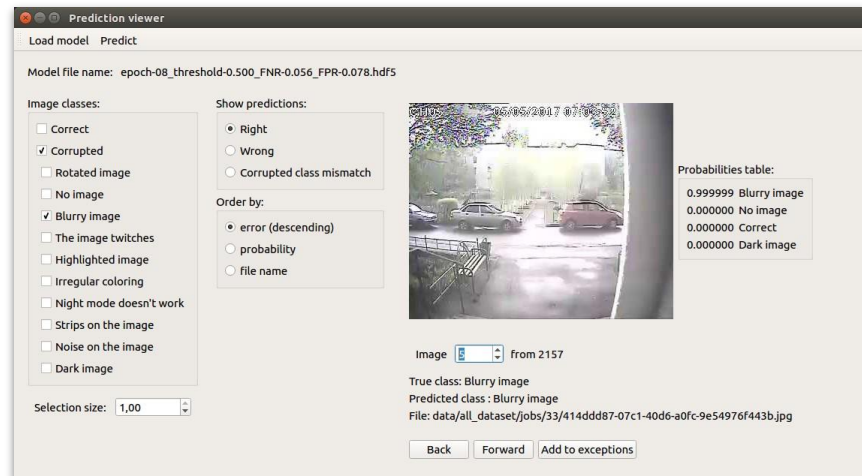 Prediction viewer
Load model Predict
Model file name: epoch-08_threshold-0.500_FNR-0.056_FPR-0.078.hdf5
Image classes:
Correct
Corrupted
Rotated image
No image
Blurry image
The image twitches
Highlighted image
Irregular coloring
Night mode doesn't work
Strips on the image
Noise on the image
Dark image
Selection size: 1,00
Show predictions:
Right
Wrong
Corrupted class mismatch
Order by:
error (descending)
probability
file name
05/05/2017
Probabilities table:
0.999999 Blurry image
0.000000 No image
0.000000 Correct
0.000000 Dark image
Image 5 from 2157
True class: Blurry image
Predicted class : Blurry image
File: data/all_dataset/jobs/33/414ddd87-07c1-40d6-a0fc-9e54976f443b.jpg
Back Forward Add to exceptions